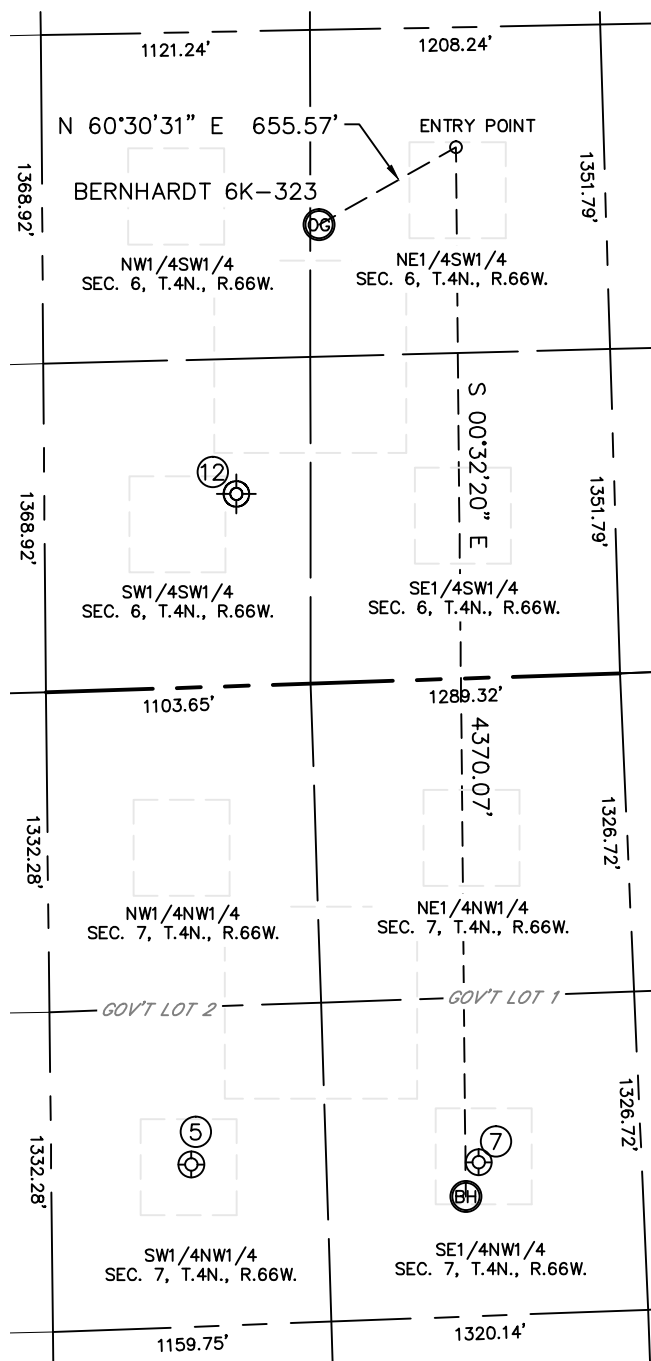 1121.24'
1208.24'
N 60°30'31" E 655.57'
ENTRY POINT
1368.92'
1351.79'
BERNHARDT 6K-323
OG
NW1/4SW1/4
SEC. 6, T.4N., R.66W.
NE1/4SW1/4
SEC. 6, T.4N., R.66W.
S 00°32'20" E
12
1368.92'
1351.79'
SW1/4SW1/4
SEC. 6, T.4N., R.66W.
SE1/4SW1/4
SEC. 6, T.4N., R.66W.
1103.65'
1289.32'
4370.07'
1332.28'
1326.72'
NW1/4NW1/4
SEC. 7, T.4N., R.66W.
NE1/4NW1/4
SEC. 7, T.4N., R.66W.
GOV'T LOT 2
GOV'T LOT 1
5
7
1332.28'
1326.72'
BH
SW1/4NW1/4
SEC. 7, T.4N., R.66W.
SE1/4NW1/4
SEC. 7, T.4N., R.66W.
1159.75'
1320.14'